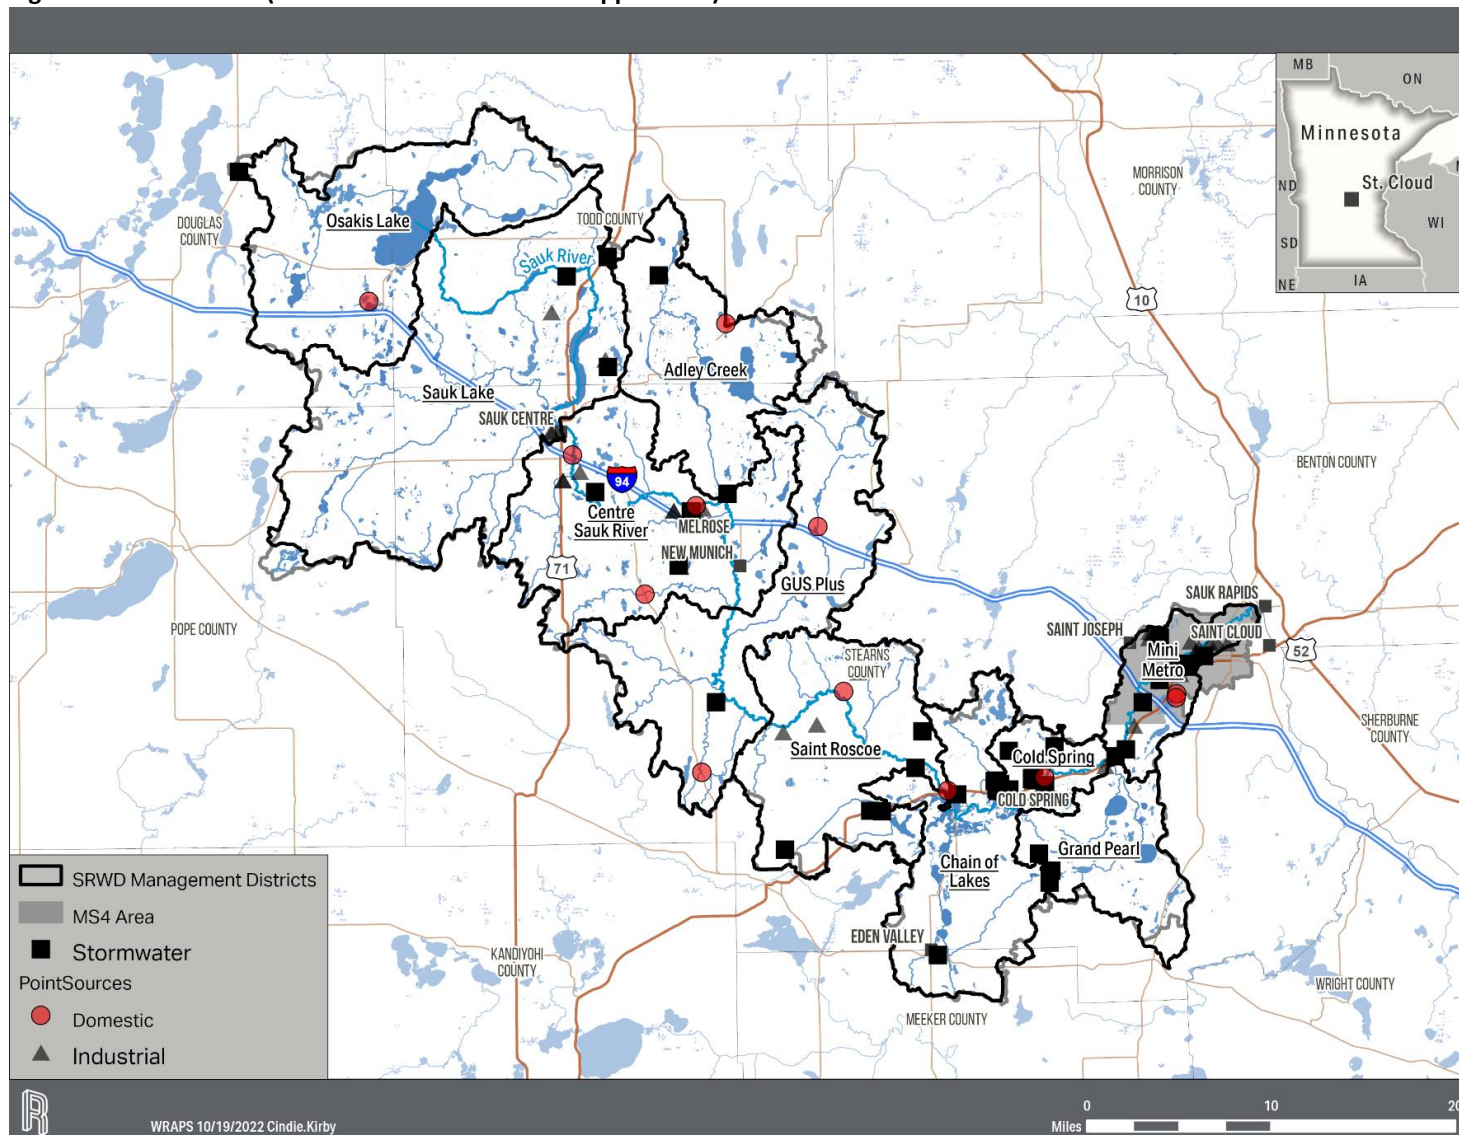 MB
ON
Minnesota
St. Cloud
ND
SD
WI
NE
IA
MORRISON
COUNTY
DOUGLAS
COUNTY
Osakis Lake
TODD COUNTY
Sauk River
10
Adley Creek
Sauk Lake
SAUK CENTRE
94
BENTON COUNTY
Centre
Sauk River
MELROSE
NEW MUNICH
71
GUS Plus
POPE COUNTY
SAUK RAPIDS
SAINT JOSEPH
SAINT CLOUD
Mini
Metro
52
STEARNS
COUNTY
SHERBURNE
COUNTY
Saint Roscoe
Cold Spring
COLD SPRING
Grand Pearl
Chain of
Lakes
EDEN VALLEY
KANDIYOHI
COUNTY
WRIGHT COUNTY
MEEKER COUNTY
SRWD Management Districts
MS4 Area
Stormwater
PointSources
Domestic
Industrial
WRAPS 10/19/2022 Cindie.Kirby
0 10 20
Miles